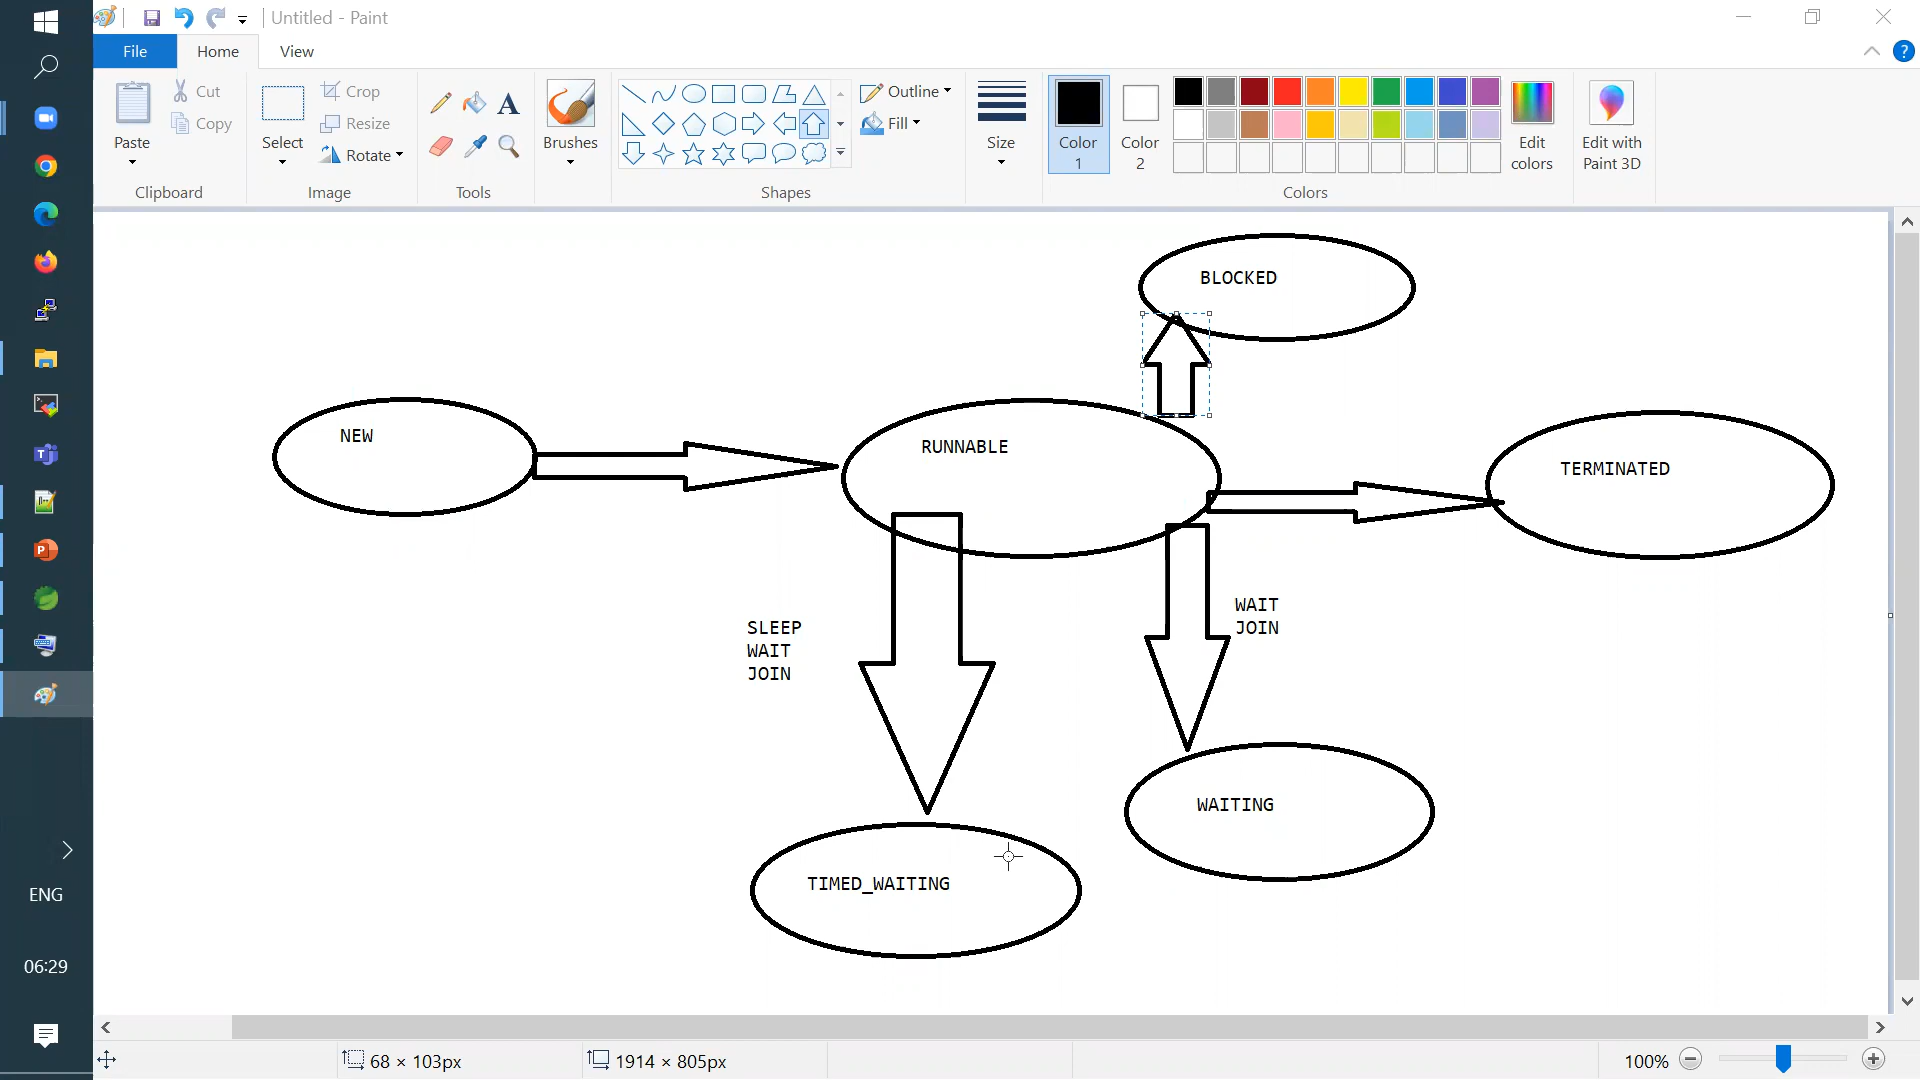 Untitled - Paint
File
Home
View
Paste
Cut
Copy
Clipboard
Select
Crop
Resize
Rotate
Image
A
Tools
Brushes
Shapes
Outline
Fill
Size
Color
1
Color
2
Colors
Edit
colors
Edit with
Paint 3D
?
BLOCKED
NEW
RUNNABLE
TERMINATED
SLEEP
WAIT
JOIN
WAIT
JOIN
WAITING
TIMED_WAITING
ENG
06:29
68 × 103px
1914 × 805px
100%